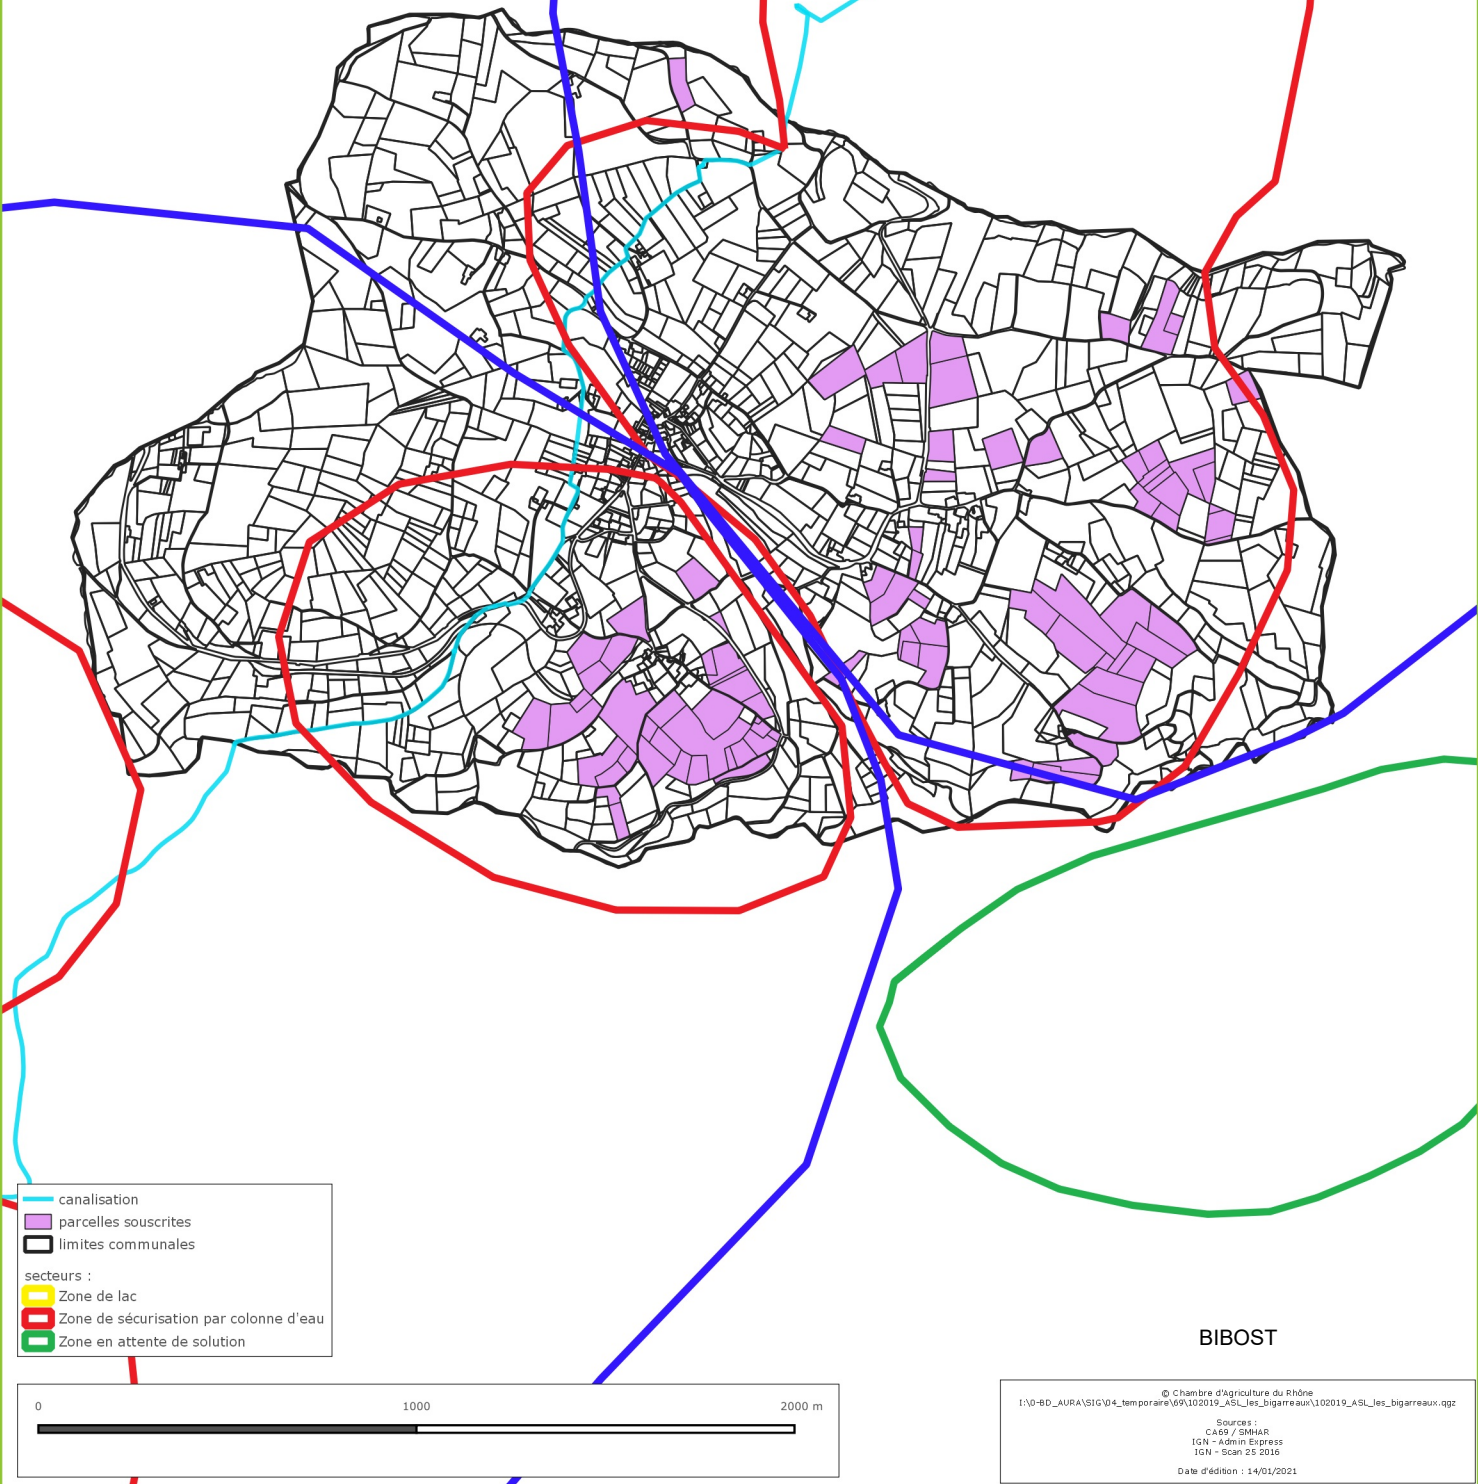 canalisation
parcelles souscrites
limites communales
secteurs :
Zone de lac
Zone de sécurisation par colonne d'eau
Zone en attente de solution
BIBOST
0 1000 2000 m
© Chambre d'Agriculture du Rhône
I:\0-BD_AURA\SIG\04_temporaire\69\102019_ASL_les_bigarreaux\102019_ASL_les_bigarreaux.qgz
Sources :
CA69 / SMHAR
IGN - Admin Express
IGN - Scan 25 2016
Date d'édition : 14/01/2021